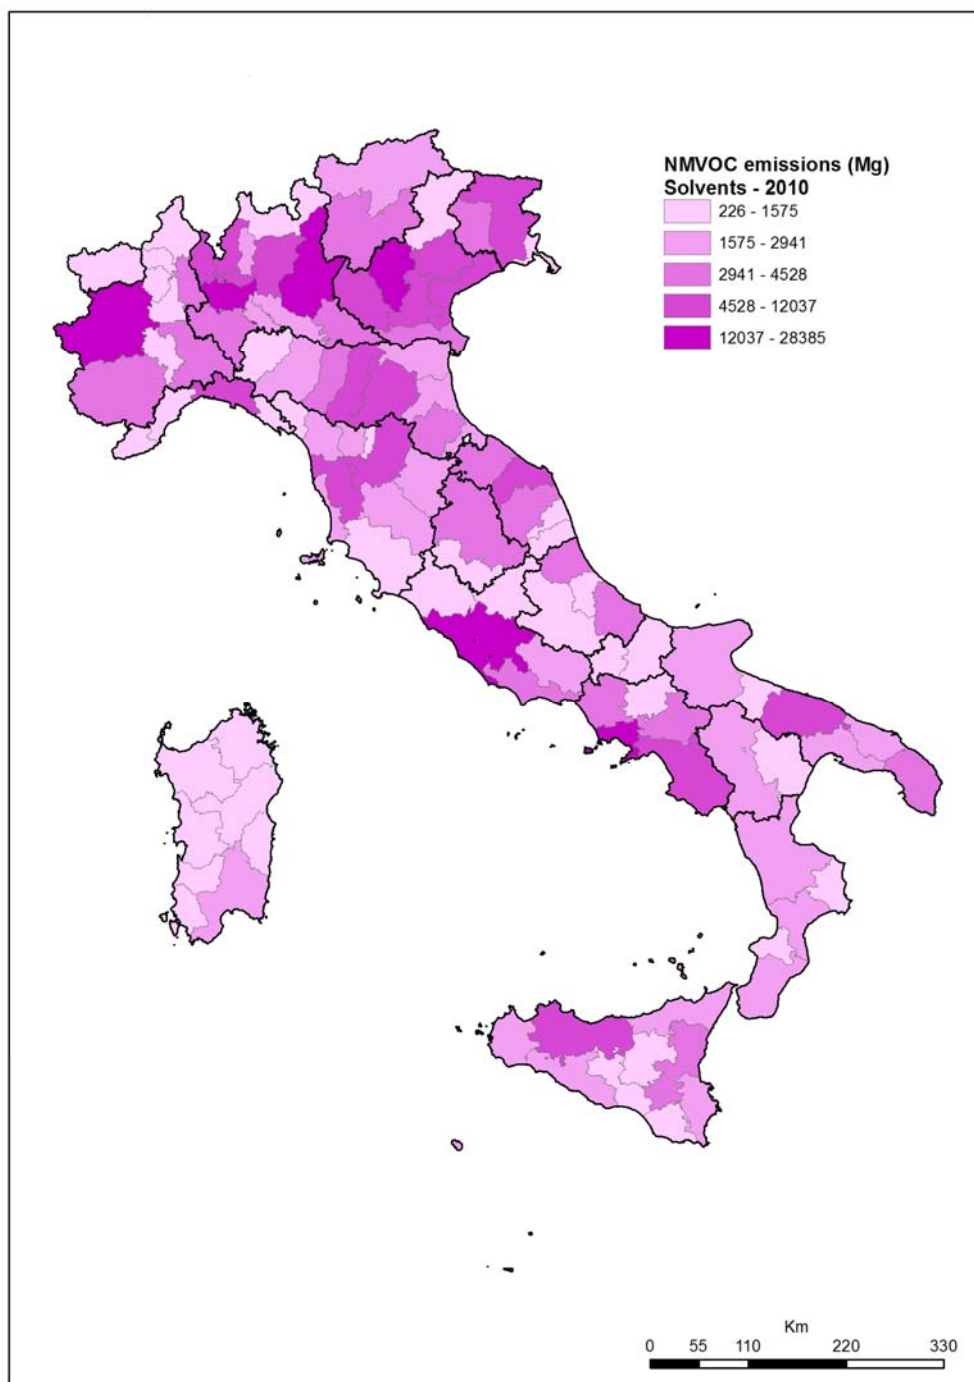 NMVOC emissions (Mg)
Solvents - 2010
226 - 1575
1575 - 2941
2941 - 4528
4528 - 12037
12037 - 28385
Km
0 55 110 220 330